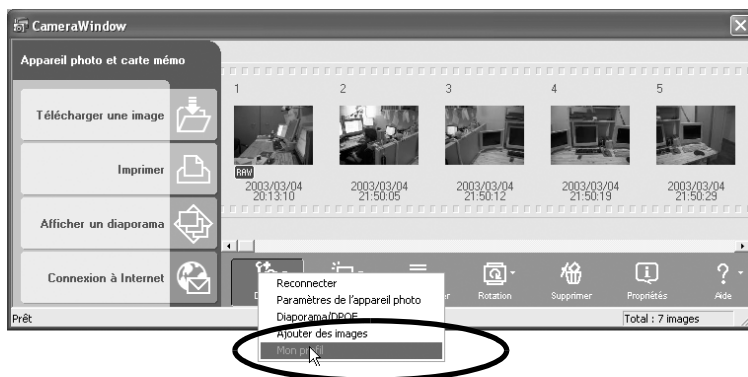 CameraWindow
Appareil photo et carte mémo
Télécharger une image
Imprimer
Afficher un diaporama
Connexion à Internet
1 2 3 4 5
RAW
2003/03/04 2003/03/04 2003/03/04 2003/03/04 2003/03/04
20:13:10 21:50:05 21:50:12 21:50:19 21:50:29
Rotation Supprimer Propriétés Aide
Reconnecter
Paramètres de l'appareil photo
Diaporama/DPOF
Ajouter des images
Mon profil
Prêt
Total : 7 images